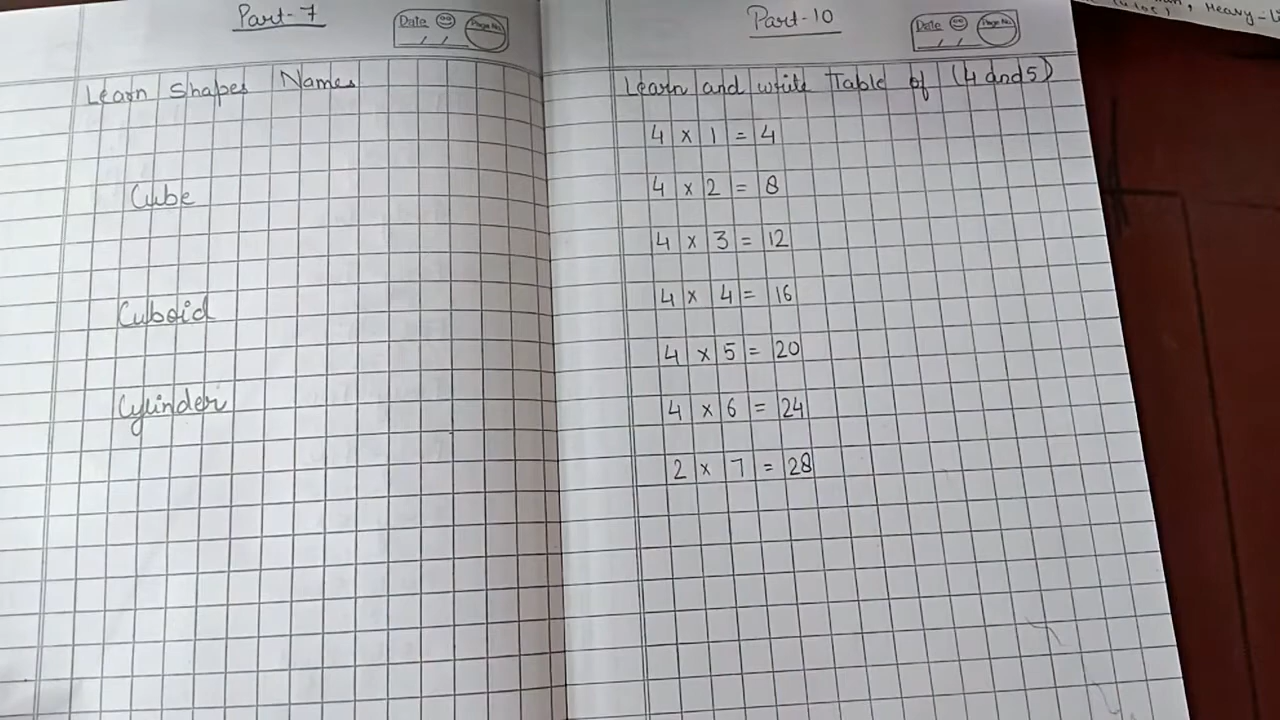 Part-7
Date
Page No.
Learn Shapes Names
Cube
Cuboid
Cylinder
Part-10
Date
Page No.
Learn and write Table of (4 and 5)
4 × 1 = 4
4 × 2 = 8
4 × 3 = 12
4 × 4 = 16
4 × 5 = 20
4 × 6 = 24
2 × 7 = 28
, Heavy-